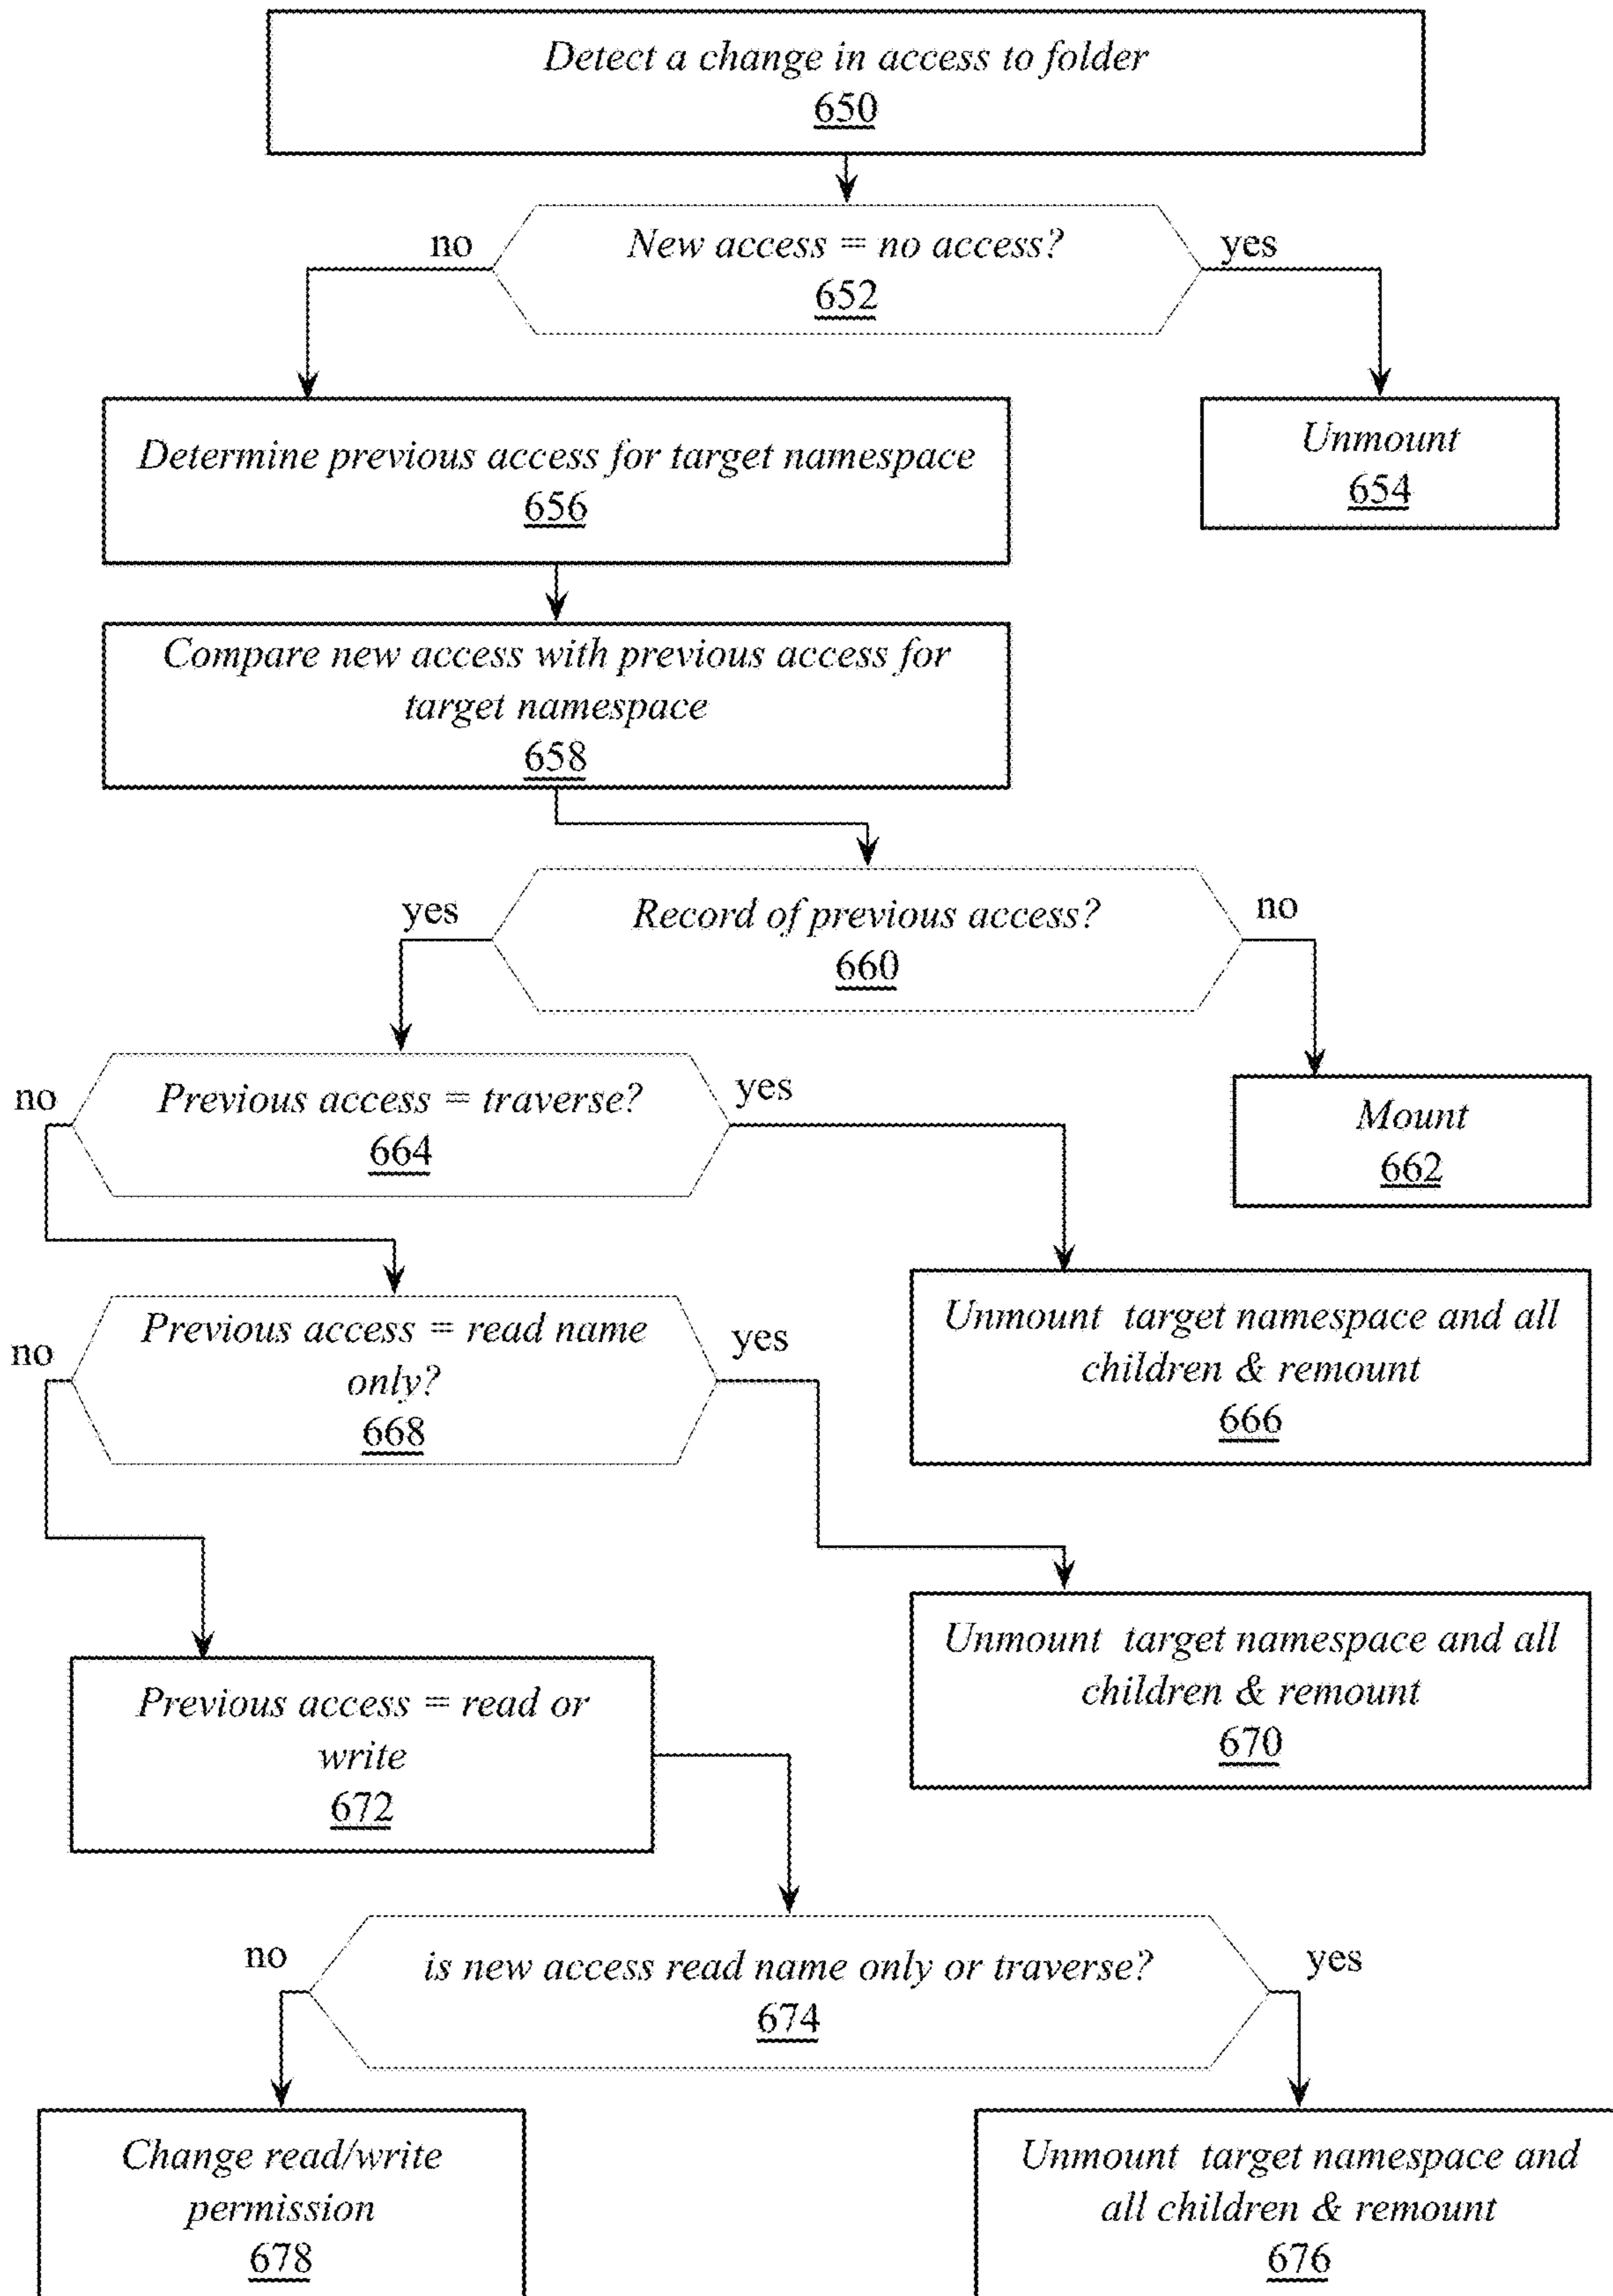 Detect a change in access to folder
650
no
New access = no access?
yes
652
Determine previous access for target namespace
656
Unmount
654
Compare new access with previous access for
target namespace
658
yes
Record of previous access?
no
660
no
Previous access = traverse?
yes
664
Mount
662
Unmount target namespace and all
children & remount
666
no
Previous access = read name
only?
yes
668
Unmount target namespace and all
children & remount
670
Previous access = read or
write
672
no
is new access read name only or traverse?
yes
674
Change read/write
permission
678
Unmount target namespace and
all children & remount
676